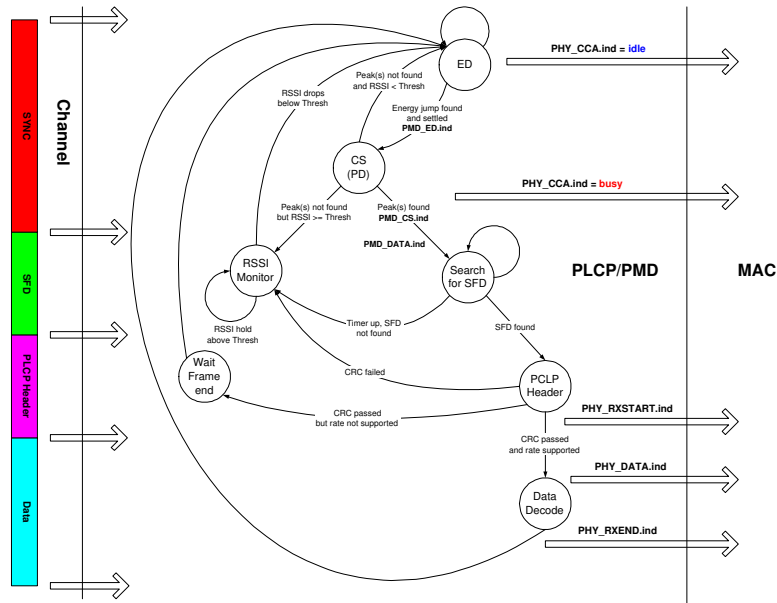 SYNC
SFD
PLCP Header
Data
Channel
ED
PHY_CCA.ind = idle
Peak(s) not found
and RSSI < Thresh
RSSI drops
below Thresh
Energy jump found
and settled
PMD_ED.ind
CS
(PD)
PHY_CCA.ind = busy
Peak(s) not found
but RSSI >= Thresh
Peak(s) found
PMD_CS.ind
PMD_DATA.ind
RSSI
Monitor
Search
for SFD
PLCP/PMD
MAC
RSSI hold
above Thresh
Timer up, SFD
not found
SFD found
Wait
Frame
end
CRC failed
PCLP
Header
CRC passed
but rate not supported
PHY_RXSTART.ind
CRC passed
and rate supported
PHY_DATA.ind
Data
Decode
PHY_RXEND.ind